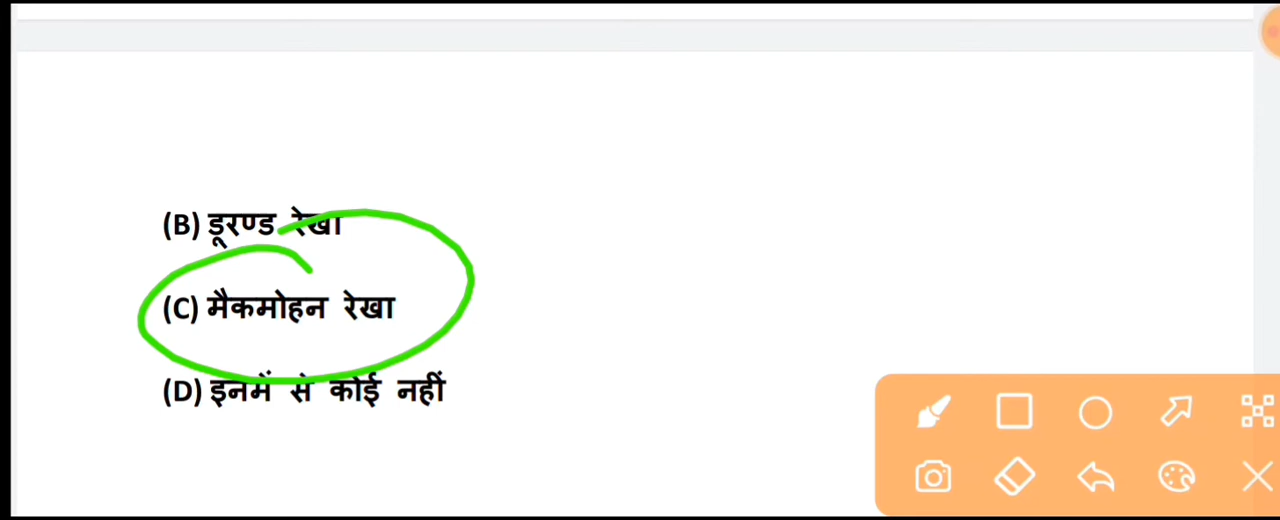 (B) डूरण्ड रेखा
(C) मैकमोहन रेखा
(D) इनमें से कोई नहीं